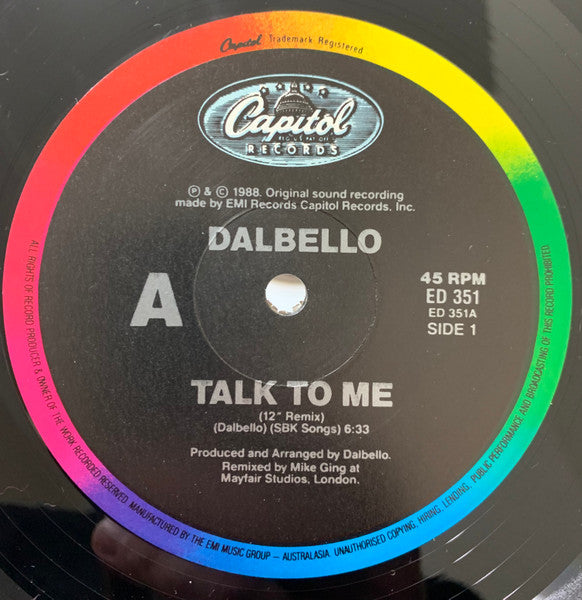 Capitol Trademark Registered
Capitol
REG. U.S. PAT. OFF.
RECORDS
℗ & © 1988. Original sound recording
made by EMI Records Capitol Records, Inc.
DALBELLO
A
45 RPM
ED 351
ED 351A
SIDE 1
TALK TO ME
(12" Remix)
(Dalbello) (SBK Songs) 6:33
Produced and Arranged by Dalbello.
Remixed by Mike Ging at
Mayfair Studios, London.
ALL RIGHTS OF RECORD PRODUCER & OWNER OF THE WORK RECORDED RESERVED. MANUFACTURED BY THE EMI MUSIC GROUP – AUSTRALASIA. UNAUTHORISED COPYING, HIRING, LENDING, PUBLIC PERFORMANCE AND BROADCASTING OF THIS RECORD PROHIBITED.